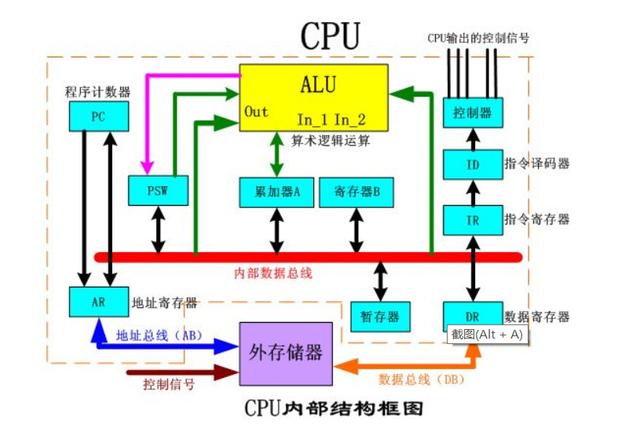 CPU
CPU输出的控制信号
程序计数器
PC
ALU
Out
In_1 In_2
算术逻辑运算
控制器
ID
指令译码器
PSW
累加器A
寄存器B
IR
指令寄存器
内部数据总线
AR
地址寄存器
暂存器
DR
数据寄存器
截图(Alt + A)
地址总线（AB）
外存储器
控制信号
数据总线（DB）
CPU内部结构框图